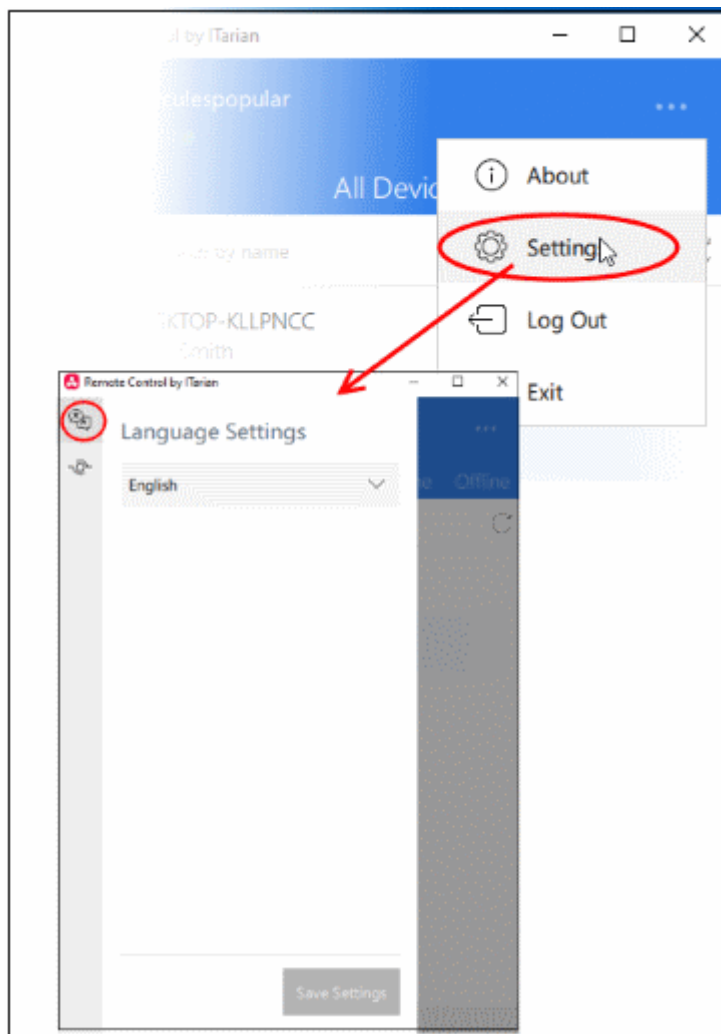 ol by ITarian
culespopular
All Devic
About
by name
Setting
KTOP-KLLPNCC
Smith
Log Out
Exit
Remote Control by ITarian
Language Settings
English
Offline
Save Settings